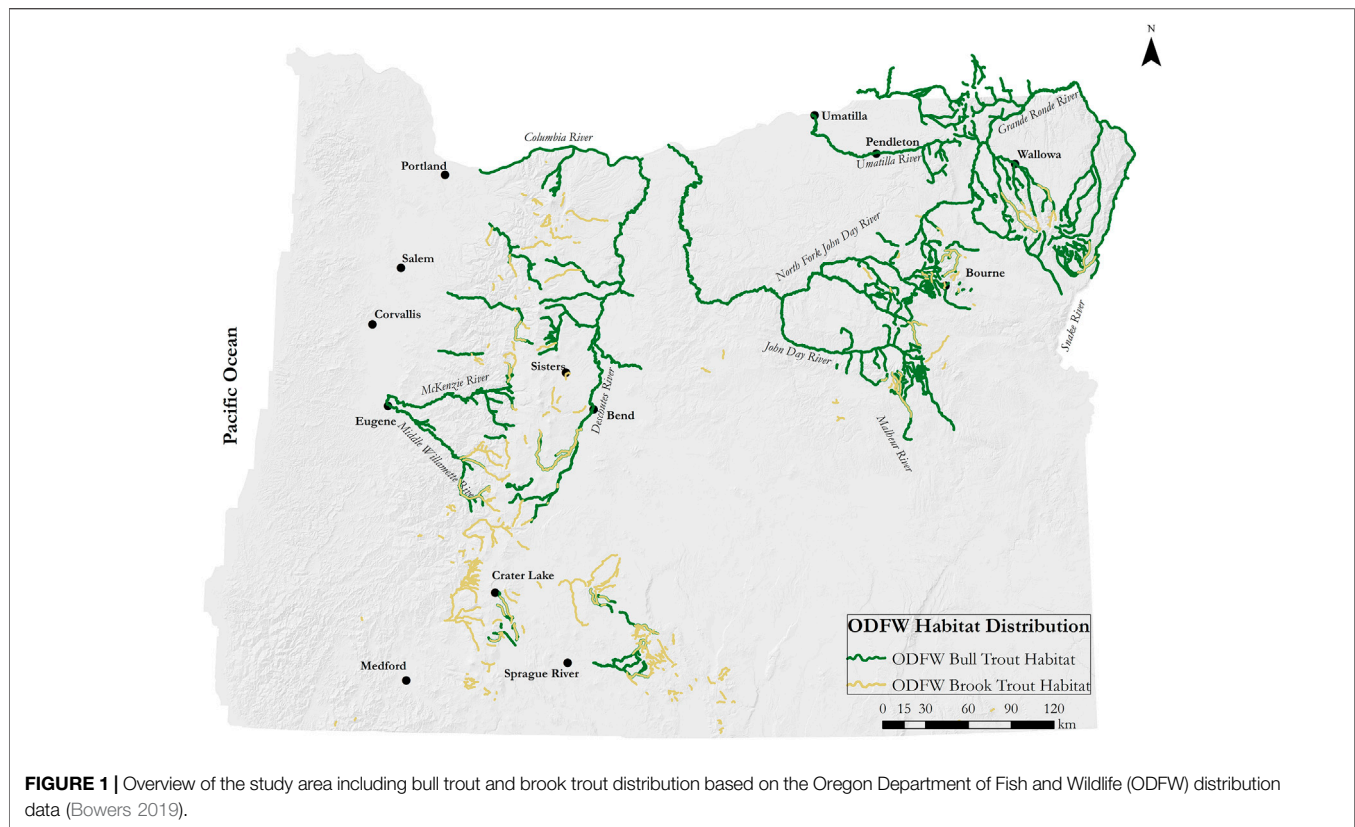 N
Umatilla
Grande Ronde River
Columbia River
Pendleton
Wallowa
Umatilla River
Portland
North Fork John Day River
Salem
Bourne
Snake River
Corvallis
Pacific Ocean
John Day River
Sisters
McKenzie River
Deschutes River
Bend
Eugene
Malheur River
Middle Willamette River
Crater Lake
Medford
Sprague River
ODFW Habitat Distribution
ODFW Bull Trout Habitat
ODFW Brook Trout Habitat
0 15 30 60 90 120
km
FIGURE 1 | Overview of the study area including bull trout and brook trout distribution based on the Oregon Department of Fish and Wildlife (ODFW) distribution
data (Bowers 2019).